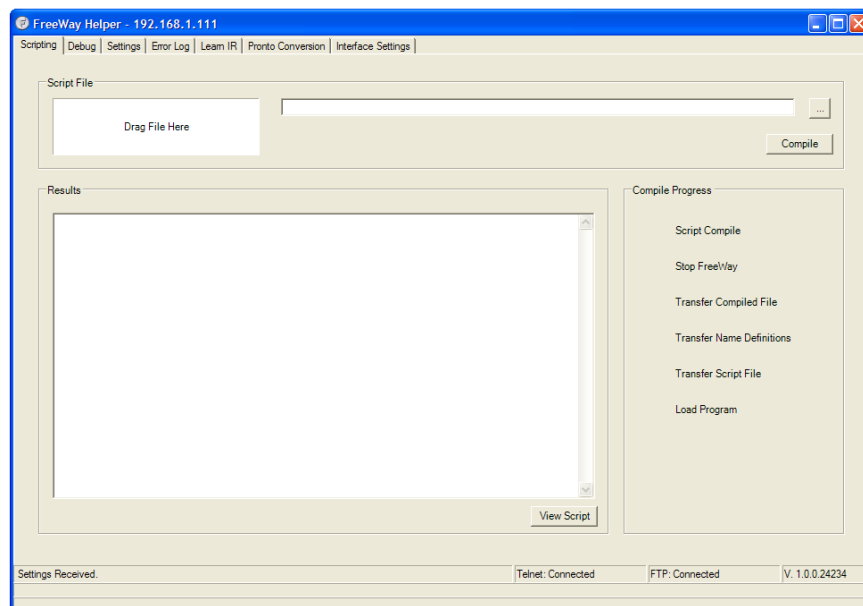 FreeWay Helper - 192.168.1.111
Scripting Debug Settings Error Log Learn IR Pronto Conversion Interface Settings
Script File
Drag File Here
...
Compile
Results
Compile Progress
Script Compile
Stop FreeWay
Transfer Compiled File
Transfer Name Definitions
Transfer Script File
Load Program
View Script
Settings Received. Telnet: Connected FTP: Connected V. 1.0.0.24234